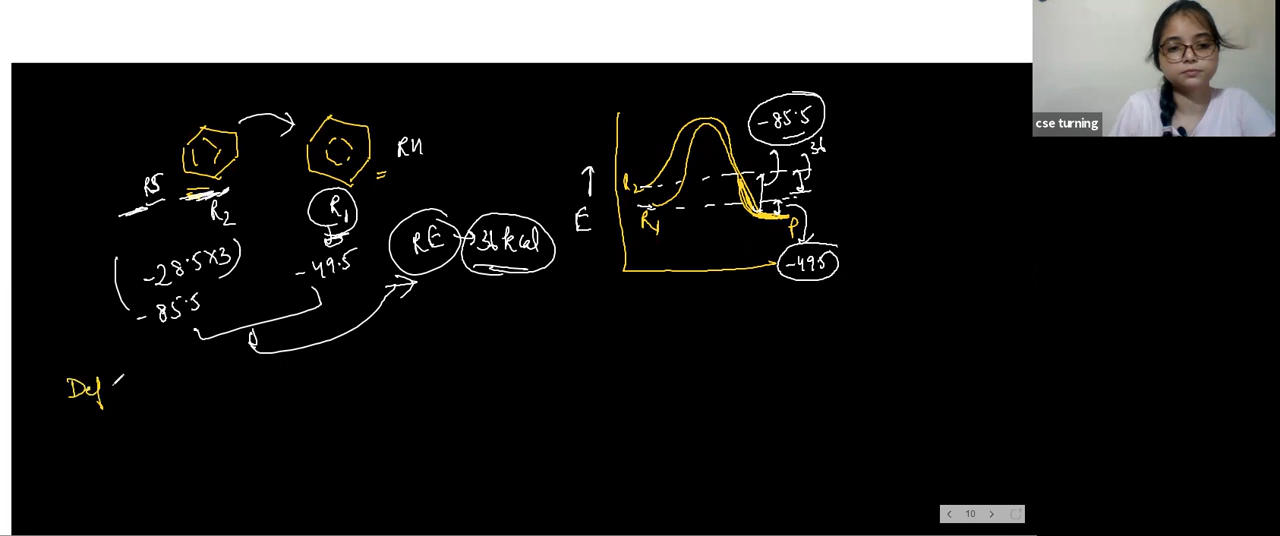 RH
RS
R2
R1
-28.5×3)
-49.5
-85.5
RE → 36 kcal
Def
-85.5
36
R2
R1
E
P
-49.5
cse turning
10